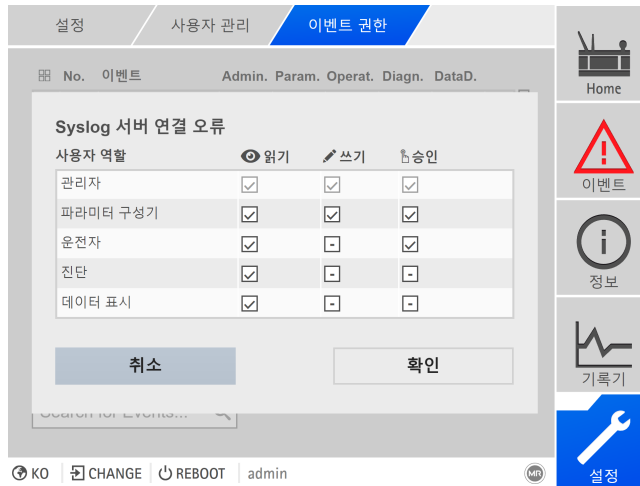 설정 사용자 관리 이벤트 권한
No. 이벤트 Admin. Param. Operat. Diagn. DataD.
Syslog 서버 연결 오류
사용자 역할 읽기 쓰기 승인
관리자
파라미터 구성기
운전자
진단
데이터 표시
취소 확인
Search for Events...
KO CHANGE REBOOT admin MR
Home
이벤트
정보
기록기
설정